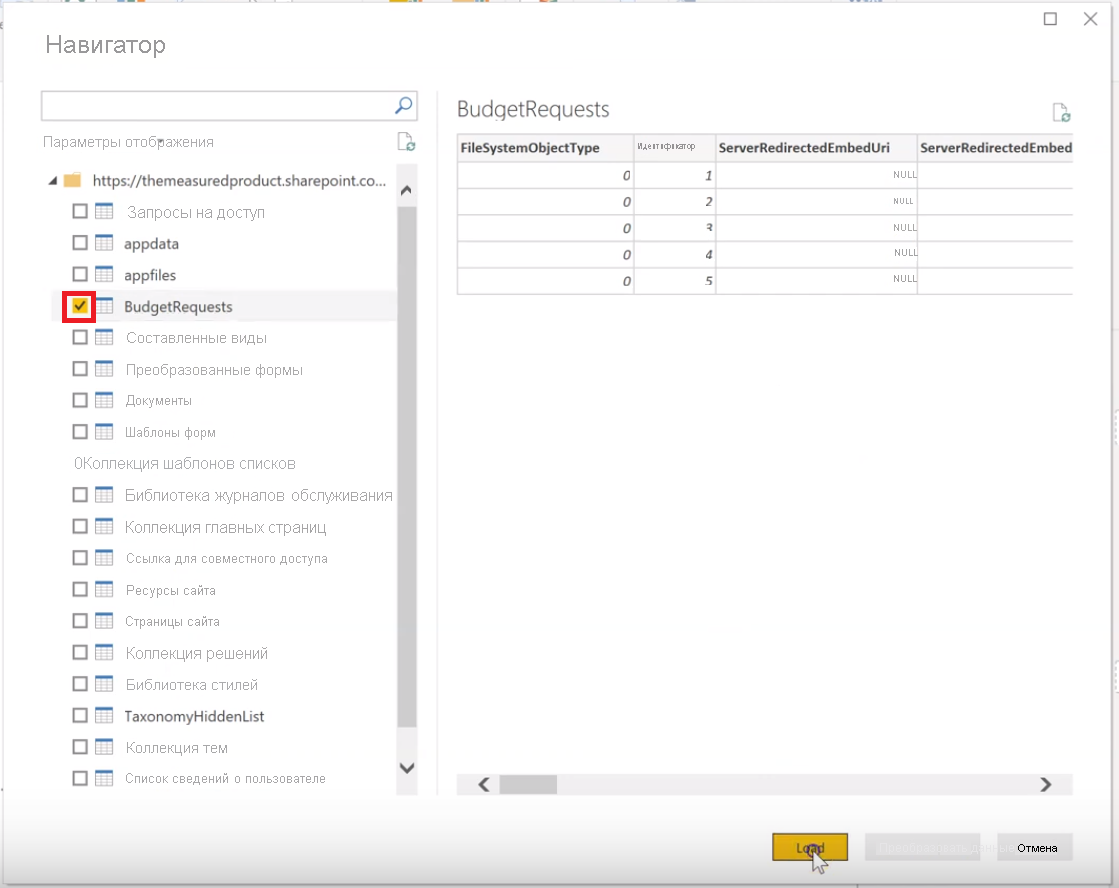 Навигатор
Параметры отображения
https://themeasuredproduct.sharepoint.co...
Запросы на доступ
appdata
appfiles
BudgetRequests
Составленные виды
Преобразованные формы
Документы
Шаблоны форм
0Коллекция шаблонов списков
Библиотека журналов обслуживания
Коллекция главных страниц
Ссылка для совместного доступа
Ресурсы сайта
Страницы сайта
Коллекция решений
Библиотека стилей
TaxonomyHiddenList
Коллекция тем
Список сведений о пользователе
BudgetRequests
FileSystemObjectType Идентификатор ServerRedirectedEmbedUri ServerRedirectedEmbed
0 1 NULL
0 2 NULL
0 3 NULL
0 4 NULL
0 5 NULL
Load Отмена